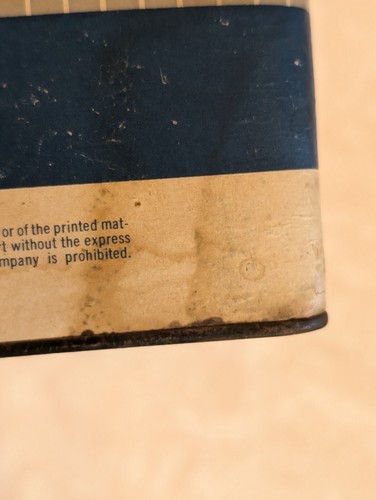 or of the printed mat-
t without the express
mpany is prohibited.